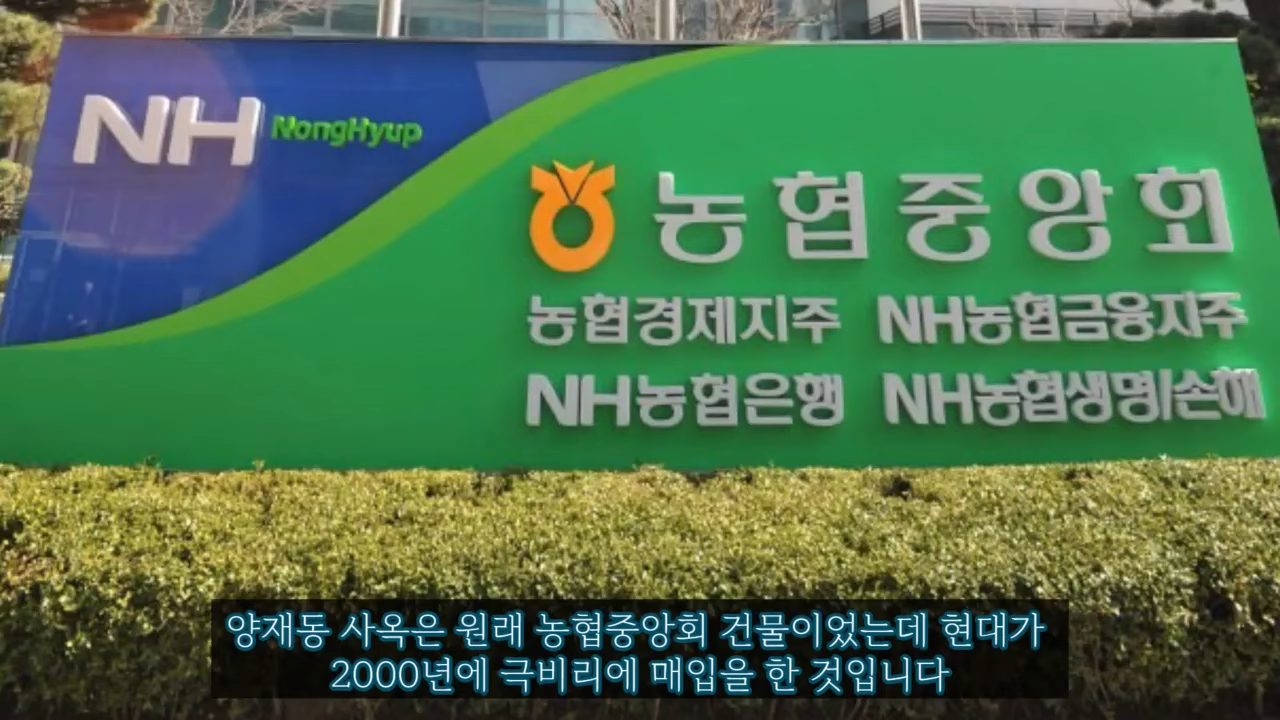 NH NongHyup
농협중앙회
농협경제지주 NH농협금융지주
NH농협은행 NH농협생명/손해
양재동 사옥은 원래 농협중앙회 건물이었는데 현대가
2000년에 극비리에 매입을 한 것입니다